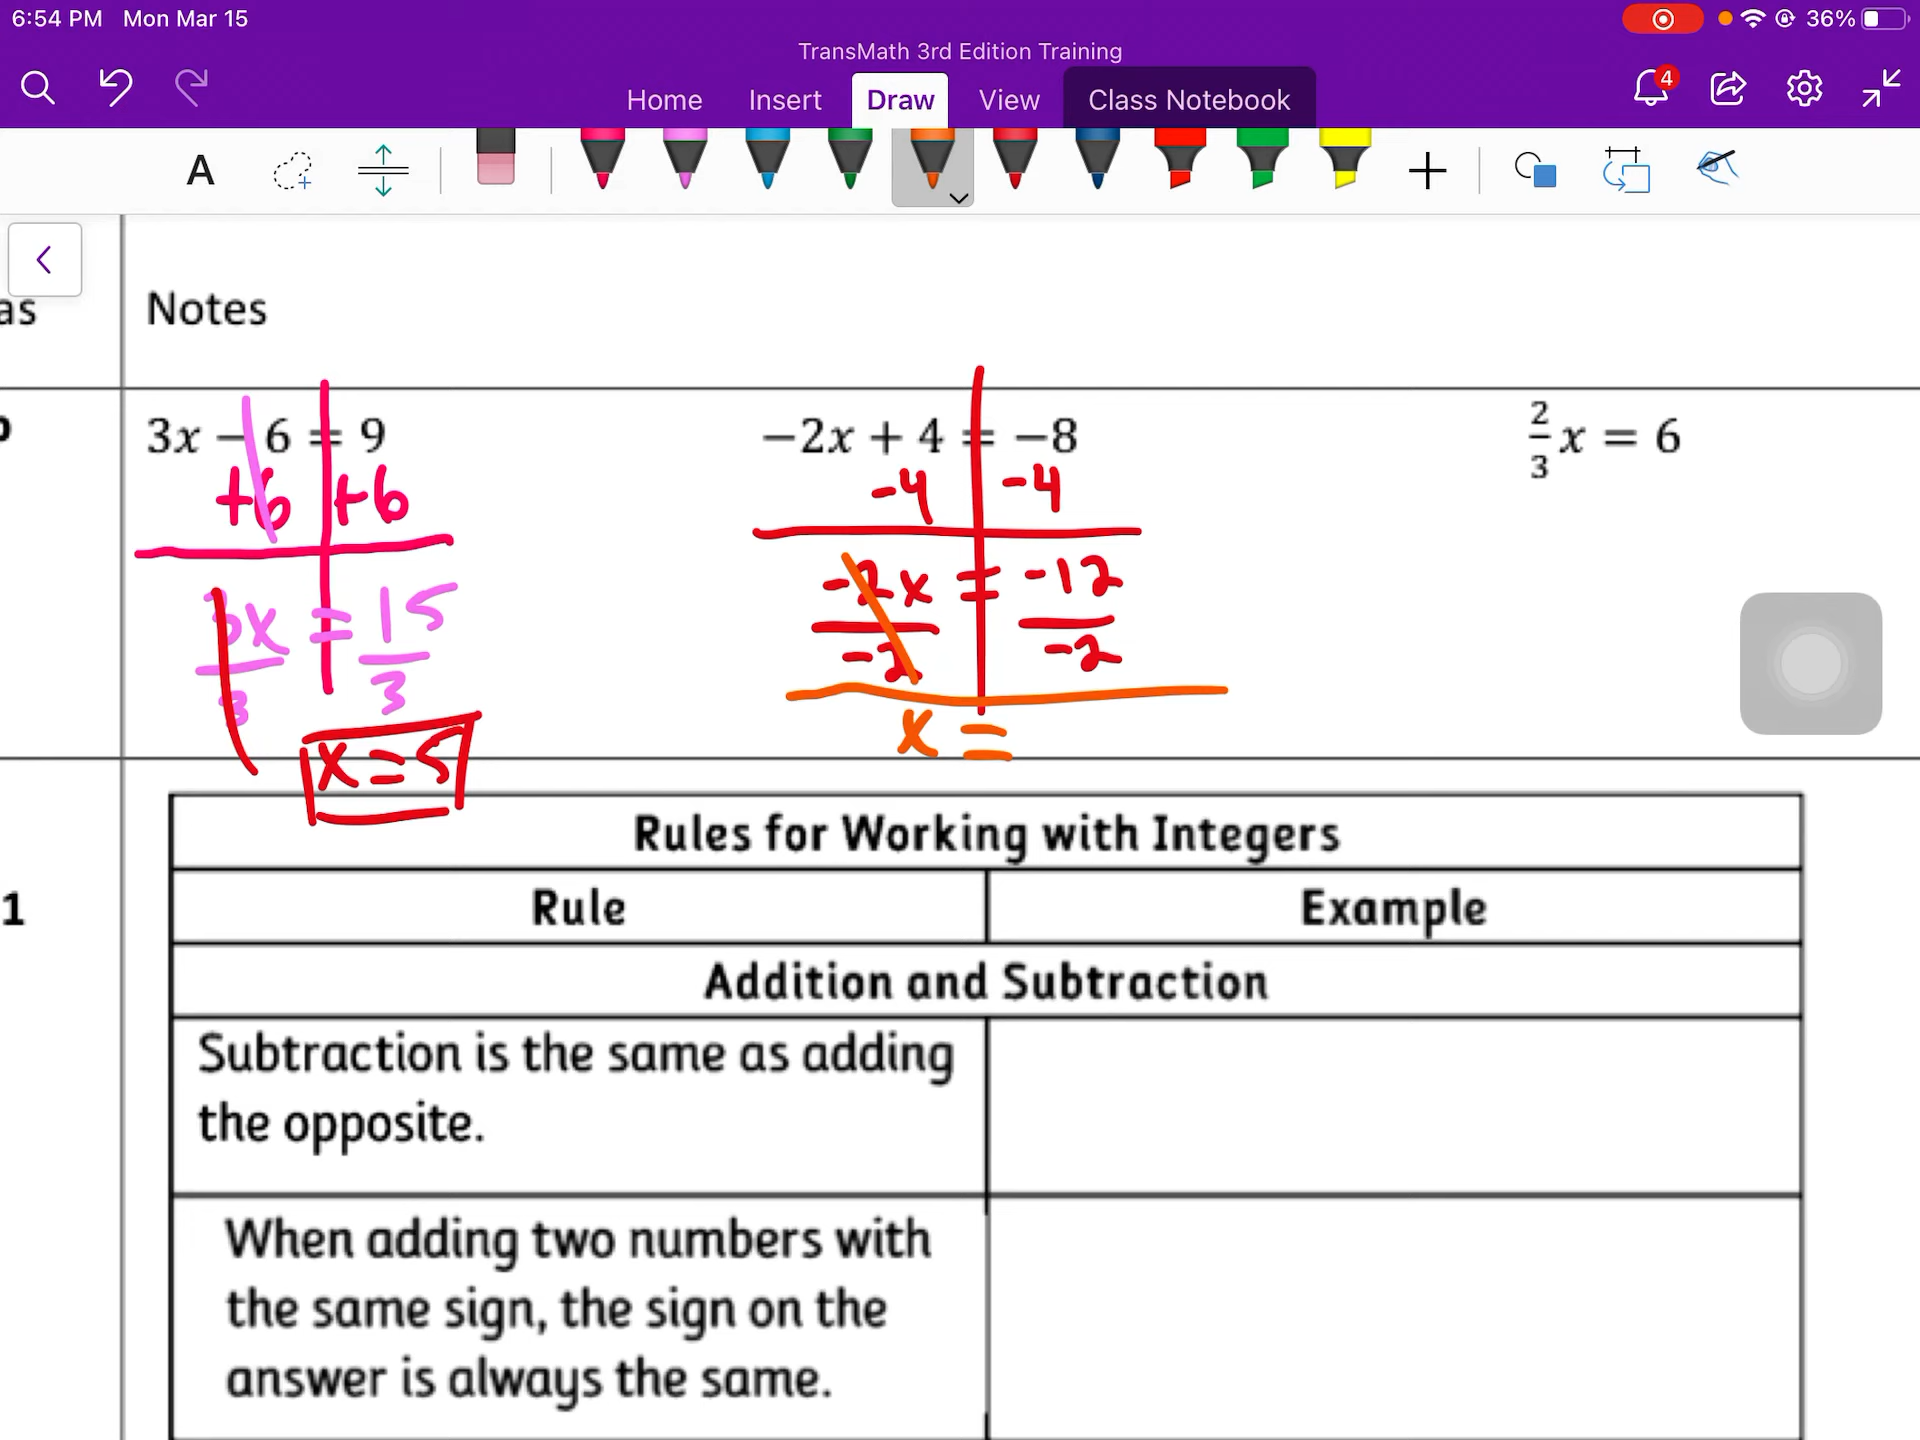 6:54 PM Mon Mar 15
36%
TransMath 3rd Edition Training
Home Insert Draw View Class Notebook
4
A
as Notes
3x − 6 = 9
+6 +6
3x = 15
3 3
x = 5
−2x + 4 = −8
-4 -4
-2x = -12
-2 -2
x =
2/3 x = 6
Rules for Working with Integers
1 Rule Example
Addition and Subtraction
Subtraction is the same as adding
the opposite.
When adding two numbers with
the same sign, the sign on the
answer is always the same.